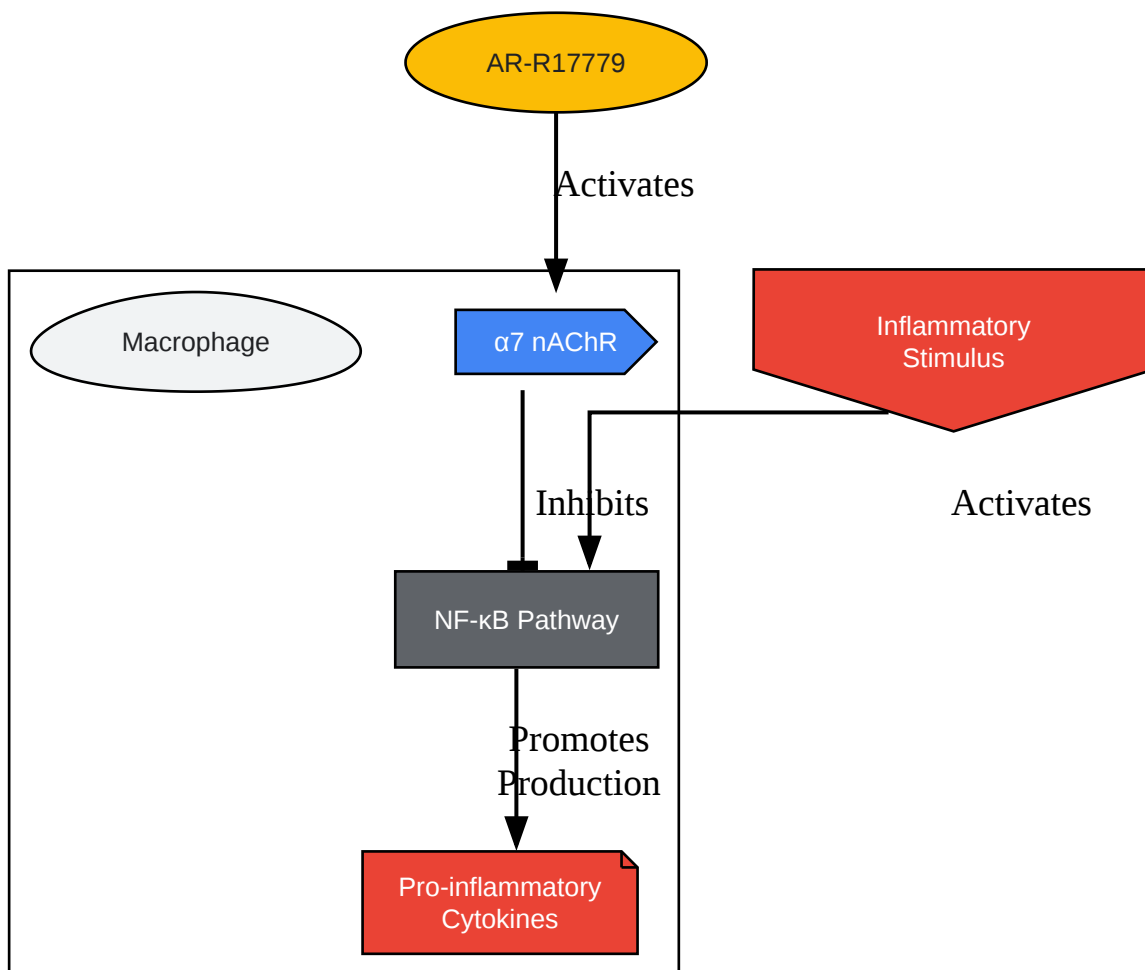 AR-R17779
Activates
Macrophage
α7 nAChR
Inflammatory
Stimulus
Inhibits
Activates
NF-κB Pathway
Promotes
Production
Pro-inflammatory
Cytokines